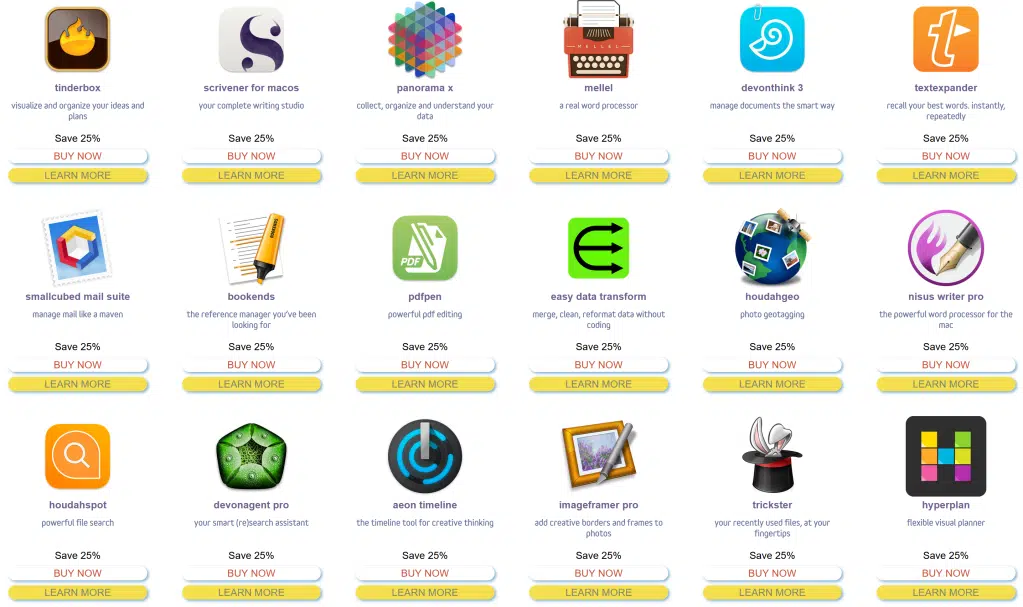 MELLEL
tinderbox
scrivener for macos
panorama x
mellel
devonthink 3
textexpander
visualize and organize your ideas and
plans
your complete writing studio
collect, organize and understand your
data
a real word processor
manage documents the smart way
recall your best words. instantly,
repeatedly
Save 25%
Save 25%
Save 25%
Save 25%
Save 25%
Save 25%
BUY NOW
BUY NOW
BUY NOW
BUY NOW
BUY NOW
BUY NOW
LEARN MORE
LEARN MORE
LEARN MORE
LEARN MORE
LEARN MORE
LEARN MORE
PDF
smallcubed mail suite
bookends
pdfpen
easy data transform
houdahgeo
nisus writer pro
manage mail like a maven
the reference manager you've been
looking for
powerful pdf editing
merge, clean, reformat data without
coding
photo geotagging
the powerful word processor for the
mac
Save 25%
Save 25%
Save 25%
Save 25%
Save 25%
Save 25%
BUY NOW
BUY NOW
BUY NOW
BUY NOW
BUY NOW
BUY NOW
LEARN MORE
LEARN MORE
LEARN MORE
LEARN MORE
LEARN MORE
LEARN MORE
houdahspot
devonagent pro
aeon timeline
imageframer pro
trickster
hyperplan
powerful file search
your smart (re)search assistant
the timeline tool for creative thinking
add creative borders and frames to
photos
your recently used files, at your
fingertips
flexible visual planner
Save 25%
Save 25%
Save 25%
Save 25%
Save 25%
Save 25%
BUY NOW
BUY NOW
BUY NOW
BUY NOW
BUY NOW
BUY NOW
LEARN MORE
LEARN MORE
LEARN MORE
LEARN MORE
LEARN MORE
LEARN MORE